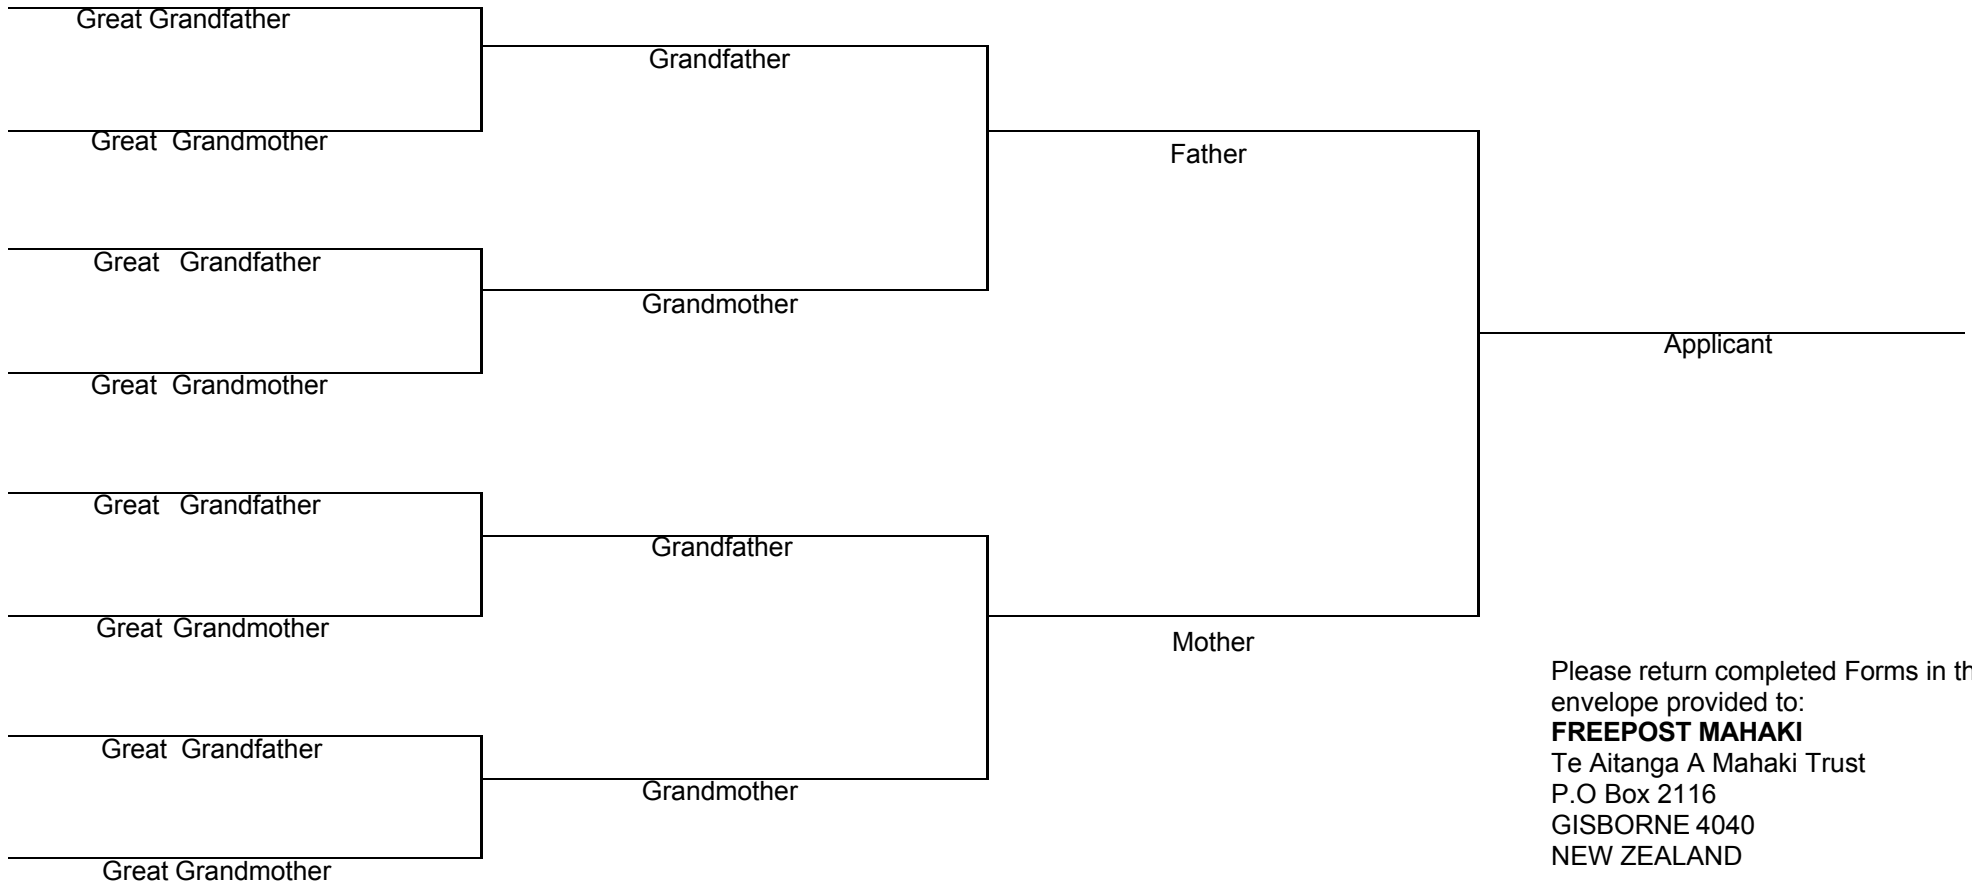 Great Grandfather
Grandfather
Great Grandmother
Father
Great Grandfather
Grandmother
Applicant
Great Grandmother
Great Grandfather
Grandfather
Great Grandmother
Mother
Great Grandfather
Grandmother
Great Grandmother
Please return completed Forms in th
envelope provided to:
FREEPOST MAHAKI
Te Aitanga A Mahaki Trust
P.O Box 2116
GISBORNE 4040
NEW ZEALAND